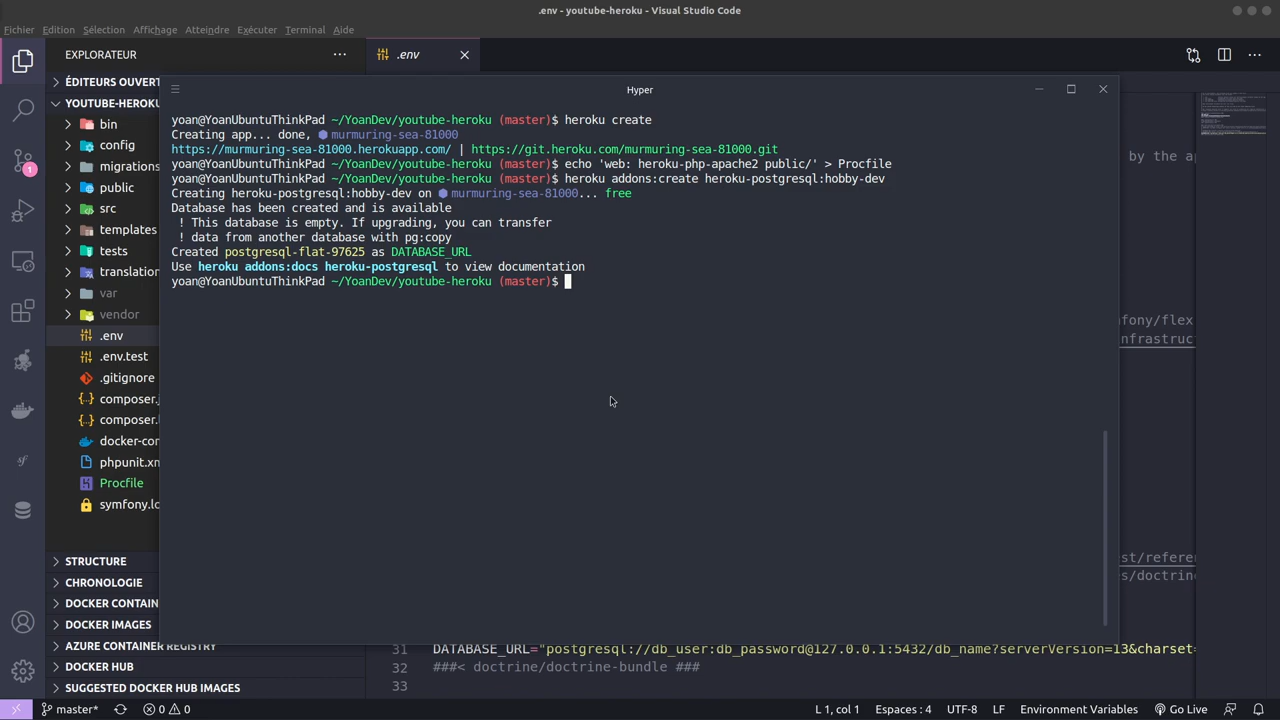 .env - youtube-heroku - Visual Studio Code
Fichier Edition Sélection Affichage Atteindre Exécuter Terminal Aide
EXPLORATEUR
.env
ÉDITEURS OUVERT
YOUTUBE-HEROKU
bin
config
migrations
public
src
templates
tests
translation
var
vendor
.env
.env.test
.gitignore
composer.
composer.
docker-co
phpunit.x
Procfile
symfony.lo
STRUCTURE
CHRONOLOGIE
DOCKER CONTAIN
DOCKER IMAGES
AZURE CONTAINER REGISTRY
DOCKER HUB
SUGGESTED DOCKER HUB IMAGES
1
Hyper
yoan@YoanUbuntuThinkPad ~/YoanDev/youtube-heroku (master)$ heroku create
Creating app... done, murmuring-sea-81000
https://murmuring-sea-81000.herokuapp.com/ | https://git.heroku.com/murmuring-sea-81000.git
yoan@YoanUbuntuThinkPad ~/YoanDev/youtube-heroku (master)$ echo 'web: heroku-php-apache2 public/' > Procfile
yoan@YoanUbuntuThinkPad ~/YoanDev/youtube-heroku (master)$ heroku addons:create heroku-postgresql:hobby-dev
Creating heroku-postgresql:hobby-dev on murmuring-sea-81000... free
Database has been created and is available
! This database is empty. If upgrading, you can transfer
! data from another database with pg:copy
Created postgresql-flat-97625 as DATABASE_URL
Use heroku addons:docs heroku-postgresql to view documentation
yoan@YoanUbuntuThinkPad ~/YoanDev/youtube-heroku (master)$
by the ap
fony/flex
nfrastruc
st/refere
s/doctrin
31 DATABASE_URL="postgresql://db_user:db_password@127.0.0.1:5432/db_name?serverVersion=13&charset=
32 ###< doctrine/doctrine-bundle ###
33
master* 0 0 L 1, col 1 Espaces : 4 UTF-8 LF Environment Variables Go Live